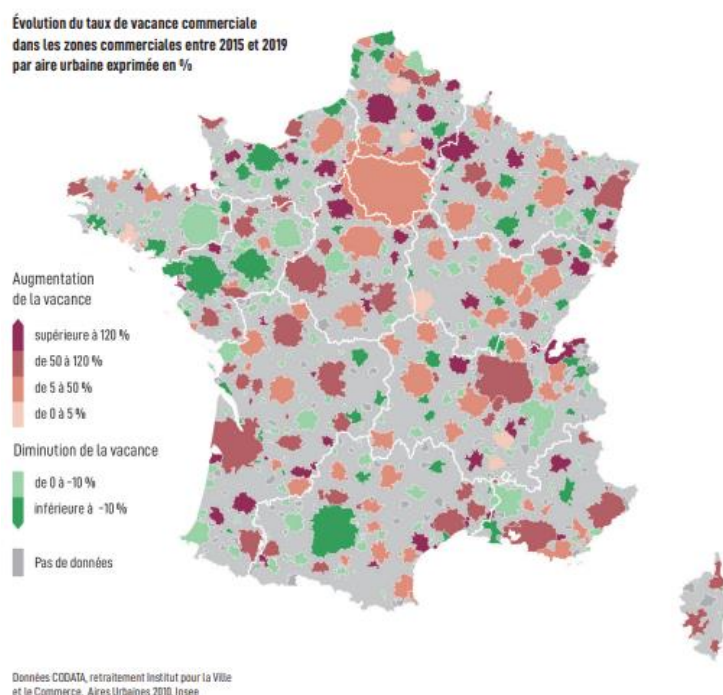 Évolution du taux de vacance commerciale
dans les zones commerciales entre 2015 et 2019
par aire urbaine exprimée en %
Augmentation
de la vacance
supérieure à 120 %
de 50 à 120 %
de 5 à 50 %
de 0 à 5 %
Diminution de la vacance
de 0 à -10 %
inférieure à -10 %
Pas de données
Données CODATA, retraitement Institut pour la Ville
et le Commerce, Aires Urbaines 2010, Insee